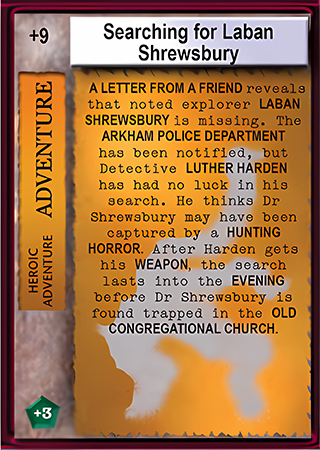 +9
Searching for Laban
Shrewsbury
HEROIC
ADVENTURE
ADVENTURE
A LETTER FROM A FRIEND reveals
that noted explorer LABAN
SHREWSBURY is missing. The
ARKHAM POLICE DEPARTMENT
has been notified, but
Detective LUTHER HARDEN
has had no luck in his
search. He thinks Dr
Shrewsbury may have been
captured by a HUNTING
HORROR. After Harden gets
his WEAPON, the search
lasts into the EVENING
before Dr Shrewsbury is
found trapped in the OLD
CONGREGATIONAL CHURCH.
+3